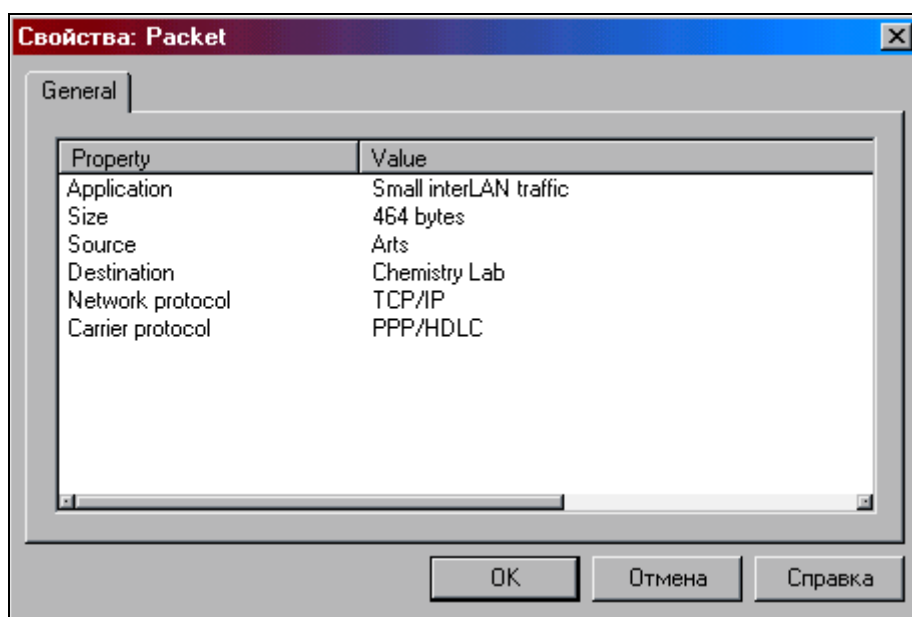 Свойства: Packet
General
Property Value
Application Small interLAN traffic
Size 464 bytes
Source Arts
Destination Chemistry Lab
Network protocol TCP/IP
Carrier protocol PPP/HDLC
OK Отмена Справка